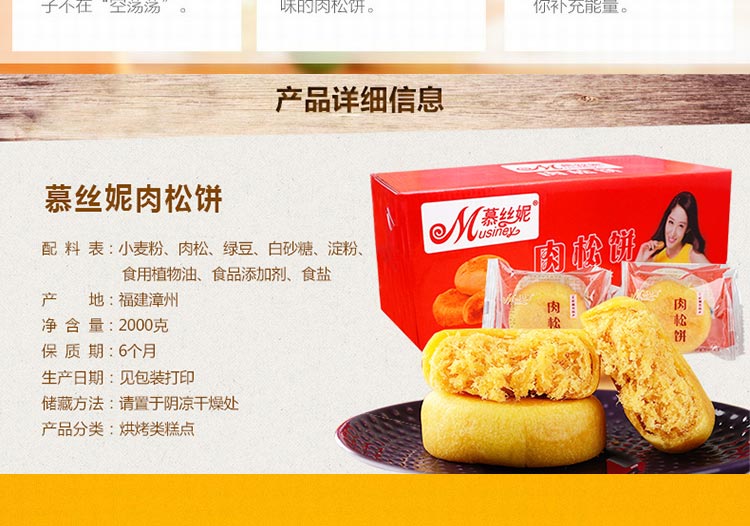 子不在“空荡荡”。
味的肉松饼。
你补充能量。
产品详细信息
慕丝妮肉松饼
配 料 表：小麦粉、肉松、绿豆、白砂糖、淀粉、
食用植物油、食品添加剂、食盐
产 地：福建漳州
净 含 量：2000克
保 质 期：6个月
生产日期：见包装打印
储藏方法：请置于阴凉干燥处
产品分类：烘烤类糕点
慕丝妮®
Musiney
肉松饼
肉松饼
肉松饼